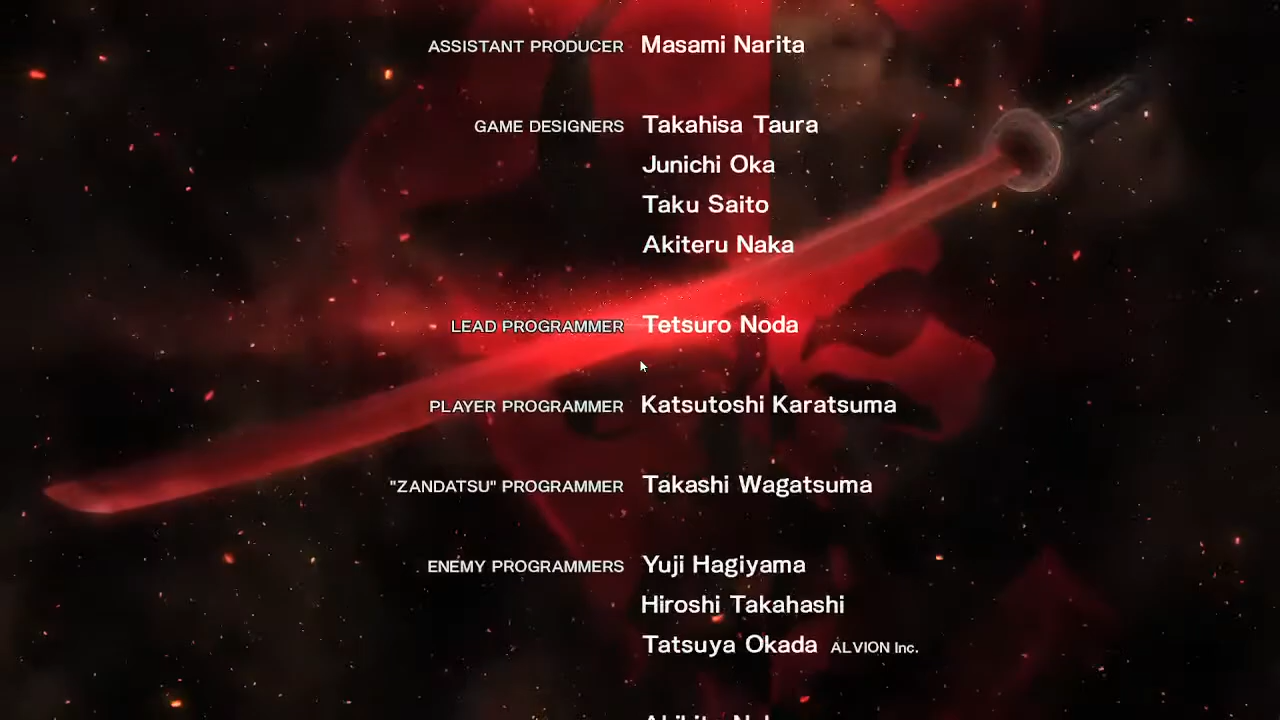 ASSISTANT PRODUCER Masami Narita
GAME DESIGNERS Takahisa Taura
Junichi Oka
Taku Saito
Akiteru Naka
LEAD PROGRAMMER Tetsuro Noda
PLAYER PROGRAMMER Katsutoshi Karatsuma
"ZANDATSU" PROGRAMMER Takashi Wagatsuma
ENEMY PROGRAMMERS Yuji Hagiyama
Hiroshi Takahashi
Tatsuya Okada ALVION Inc.